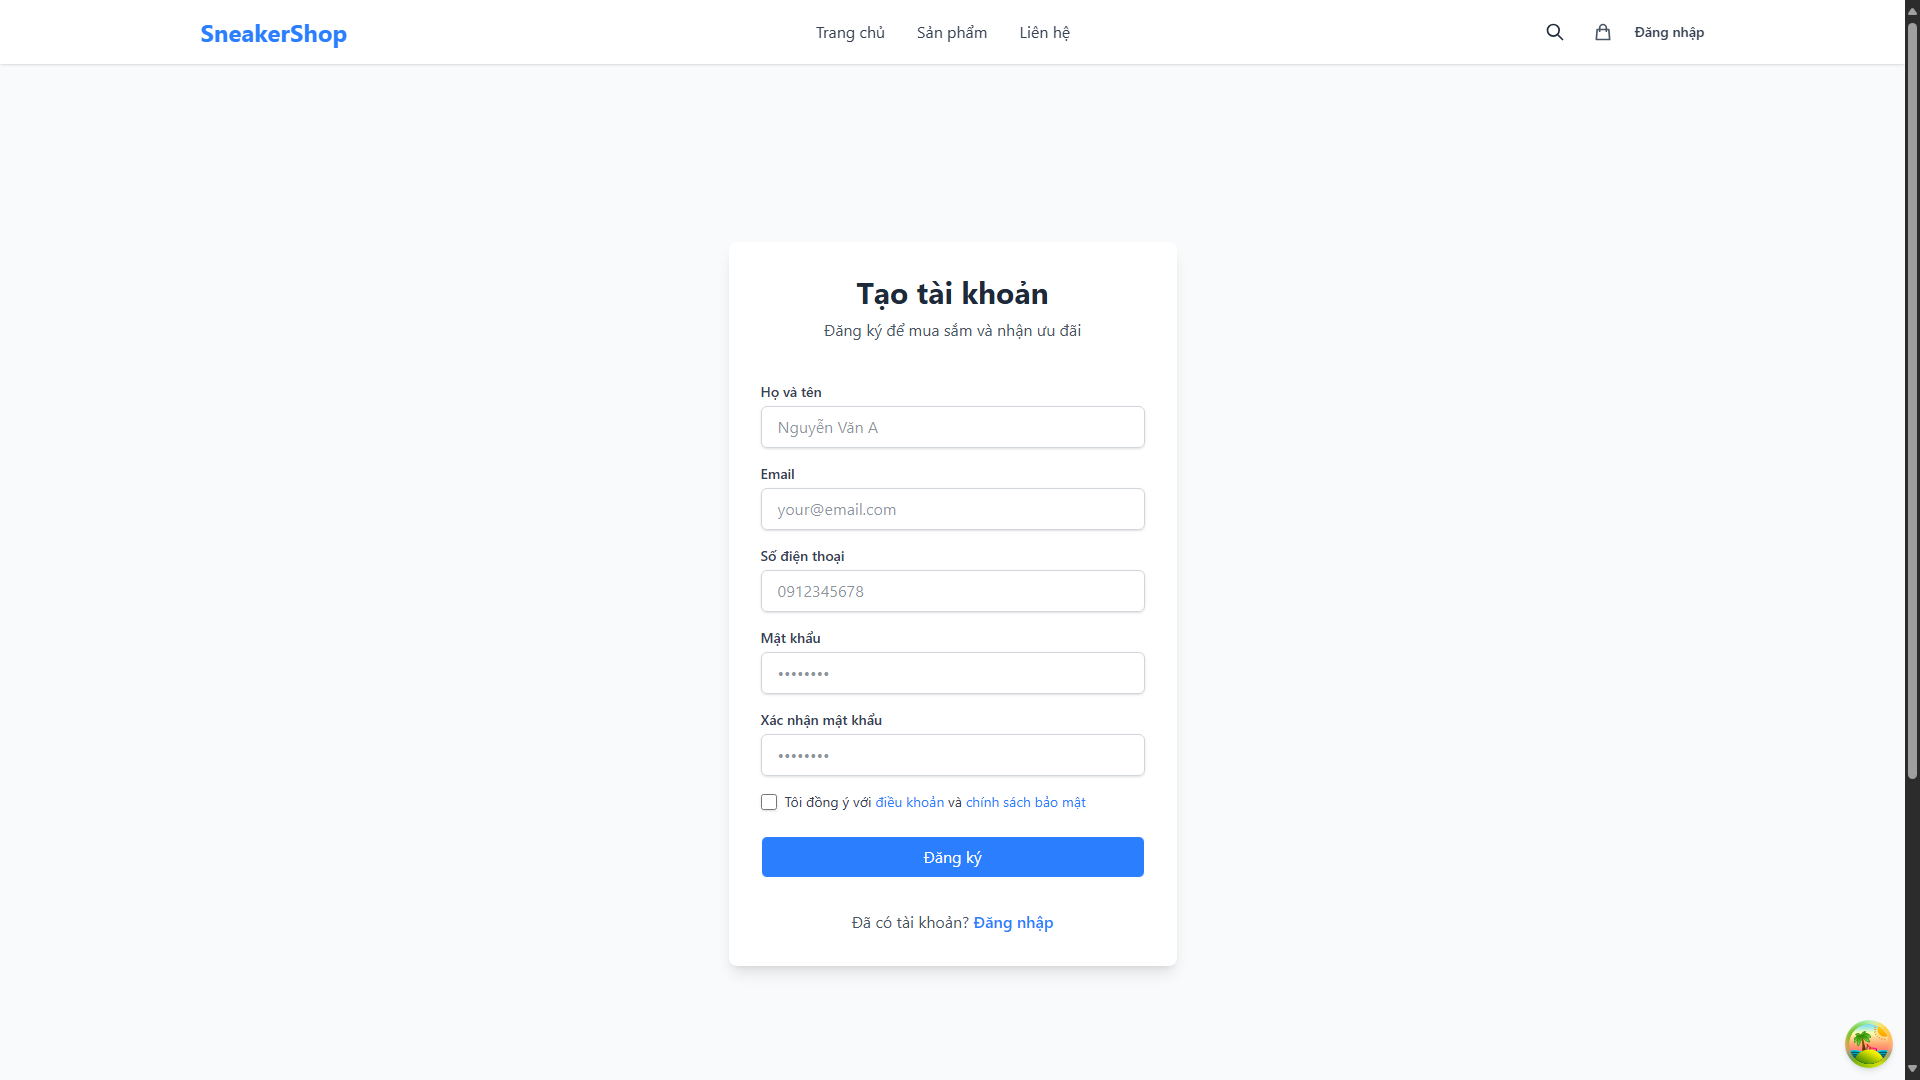 SneakerShop
Trang chủ
Sản phẩm
Liên hệ
Đăng nhập
Tạo tài khoản
Đăng ký để mua sắm và nhận ưu đãi
Họ và tên
Nguyễn Văn A
Email
your@email.com
Số điện thoại
0912345678
Mật khẩu
••••••••
Xác nhận mật khẩu
••••••••
Tôi đồng ý với điều khoản và chính sách bảo mật
Đăng ký
Đã có tài khoản? Đăng nhập